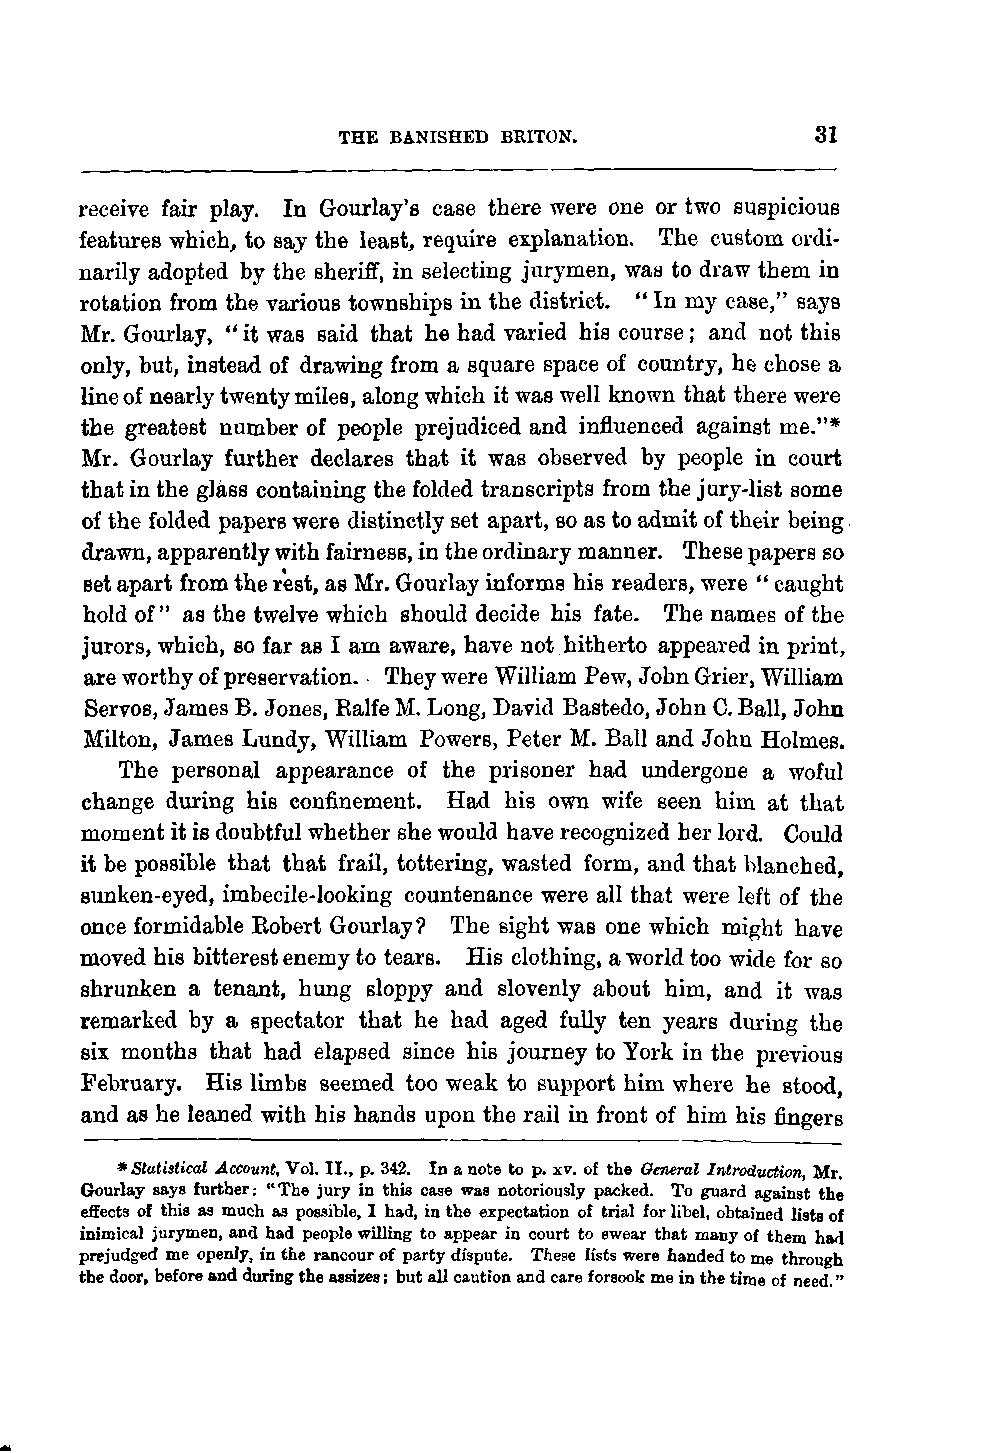 THE BANISHED BRITON. 31
receive fair play. In Gourlay's case there were one or two suspicious
features which, to say the least, require explanation. The custom ordi-
narily adopted by the sheriff, in selecting jurymen, was to draw them in
rotation from the various townships in the district. "In my case," says
Mr. Gourlay, "it was said that he had varied his course; and not this
only, but, instead of drawing from a square space of country, he chose a
line of nearly twenty miles, along which it was well known that there were
the greatest number of people prejudiced and influenced against me."*
Mr. Gourlay further declares that it was observed by people in court
that in the glass containing the folded transcripts from the jury-list some
of the folded papers were distinctly set apart, so as to admit of their being
drawn, apparently with fairness, in the ordinary manner. These papers so
set apart from the rest, as Mr. Gourlay informs his readers, were "caught
hold of" as the twelve which should decide his fate. The names of the
jurors, which, so far as I am aware, have not hitherto appeared in print,
are worthy of preservation. They were William Pew, John Grier, William
Servos, James B. Jones, Ralfe M. Long, David Bastedo, John C. Ball, John
Milton, James Lundy, William Powers, Peter M. Ball and John Holmes.
The personal appearance of the prisoner had undergone a woful
change during his confinement. Had his own wife seen him at that
moment it is doubtful whether she would have recognized her lord. Could
it be possible that that frail, tottering, wasted form, and that blanched,
sunken-eyed, imbecile-looking countenance were all that were left of the
once formidable Robert Gourlay? The sight was one which might have
moved his bitterest enemy to tears. His clothing, a world too wide for so
shrunken a tenant, hung sloppy and slovenly about him, and it was
remarked by a spectator that he had aged fully ten years during the
six months that had elapsed since his journey to York in the previous
February. His limbs seemed too weak to support him where he stood,
and as he leaned with his hands upon the rail in front of him his fingers
*Statistical Account, Vol. II., p. 342. In a note to p. xv. of the General Introduction, Mr.
Gourlay says further: "The jury in this case was notoriously packed. To guard against the
effects of this as much as possible, I had, in the expectation of trial for libel, obtained lists of
inimical jurymen, and had people willing to appear in court to swear that many of them had
prejudged me openly, in the rancour of party dispute. These lists were handed to me through
the door, before and during the assizes; but all caution and care forsook me in the time of need."